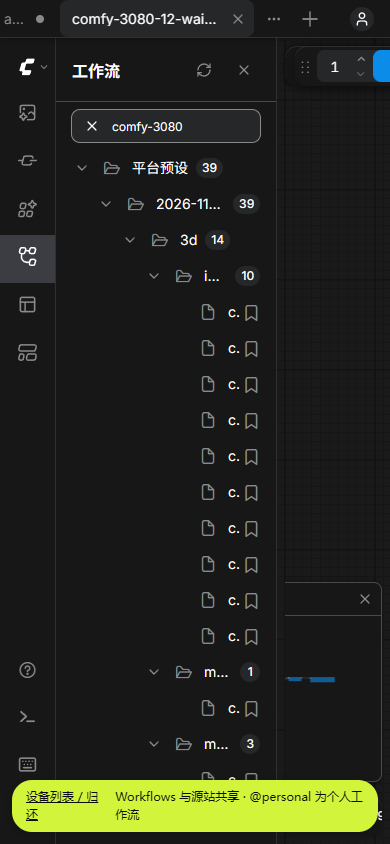 a...
comfy-3080-12-wai...
1
工作流
comfy-3080
平台预设 39
2026-11... 39
3d 14
i... 10
c.
c.
c.
c.
c.
c.
c.
c.
c.
c.
m... 1
c.
m... 3
设备列表 / 归
还
Workflows 与源站共享 · @personal 为个人工
作流